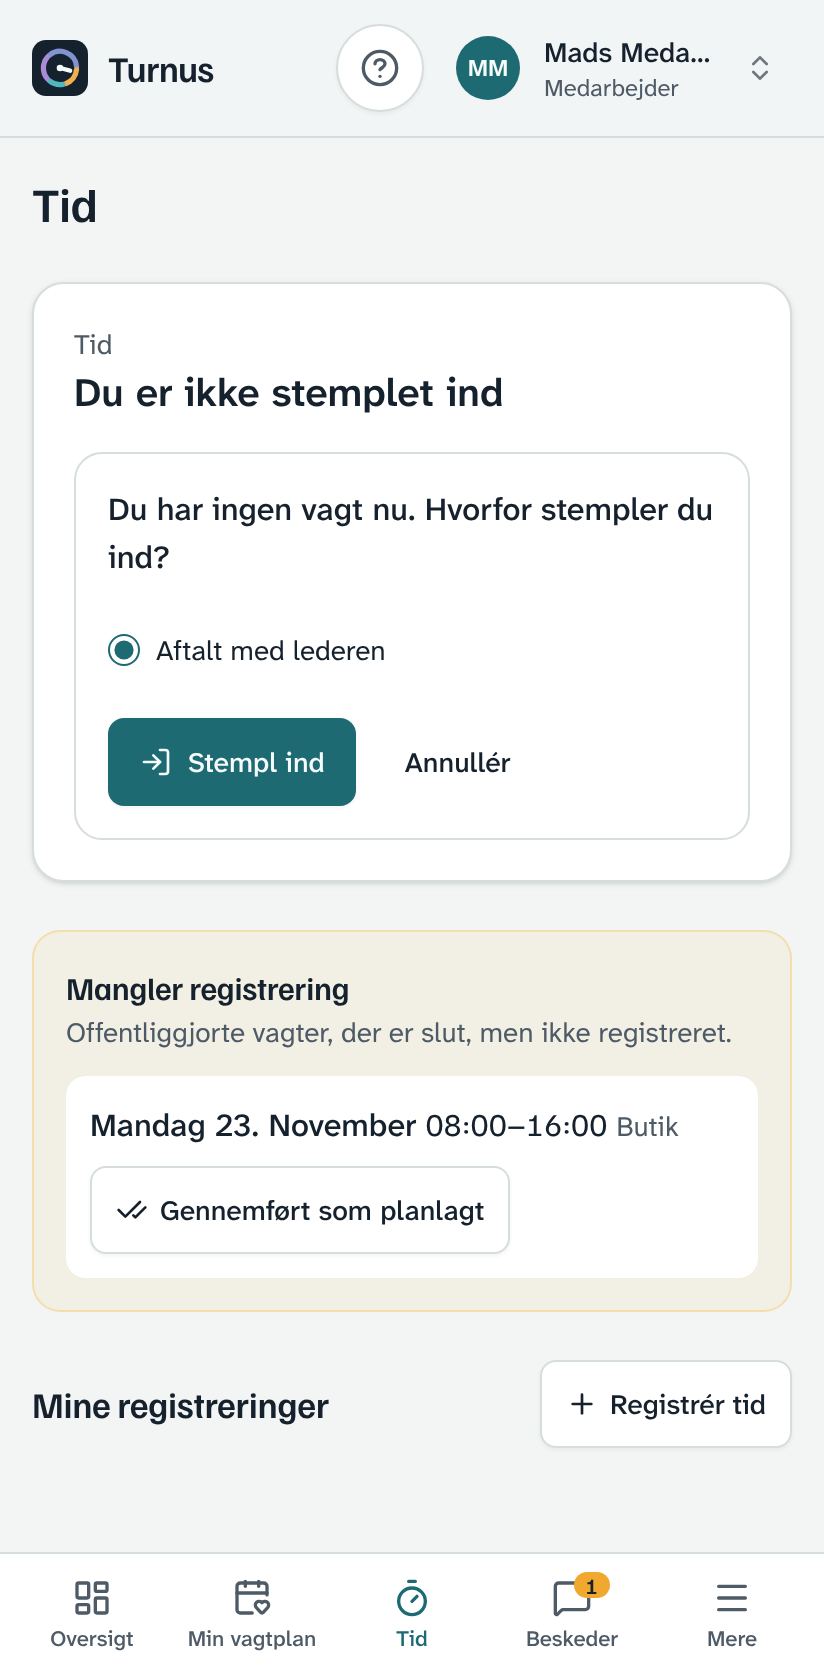 Turnus
MM
Mads Meda...
Medarbejder
Tid
Tid
Du er ikke stemplet ind
Du har ingen vagt nu. Hvorfor stempler du
ind?
Aftalt med lederen
Stempl ind
Annullér
Mangler registrering
Offentliggjorte vagter, der er slut, men ikke registreret.
Mandag 23. November 08:00–16:00 Butik
Gennemført som planlagt
Mine registreringer
Registrér tid
1
Oversigt
Min vagtplan
Tid
Beskeder
Mere